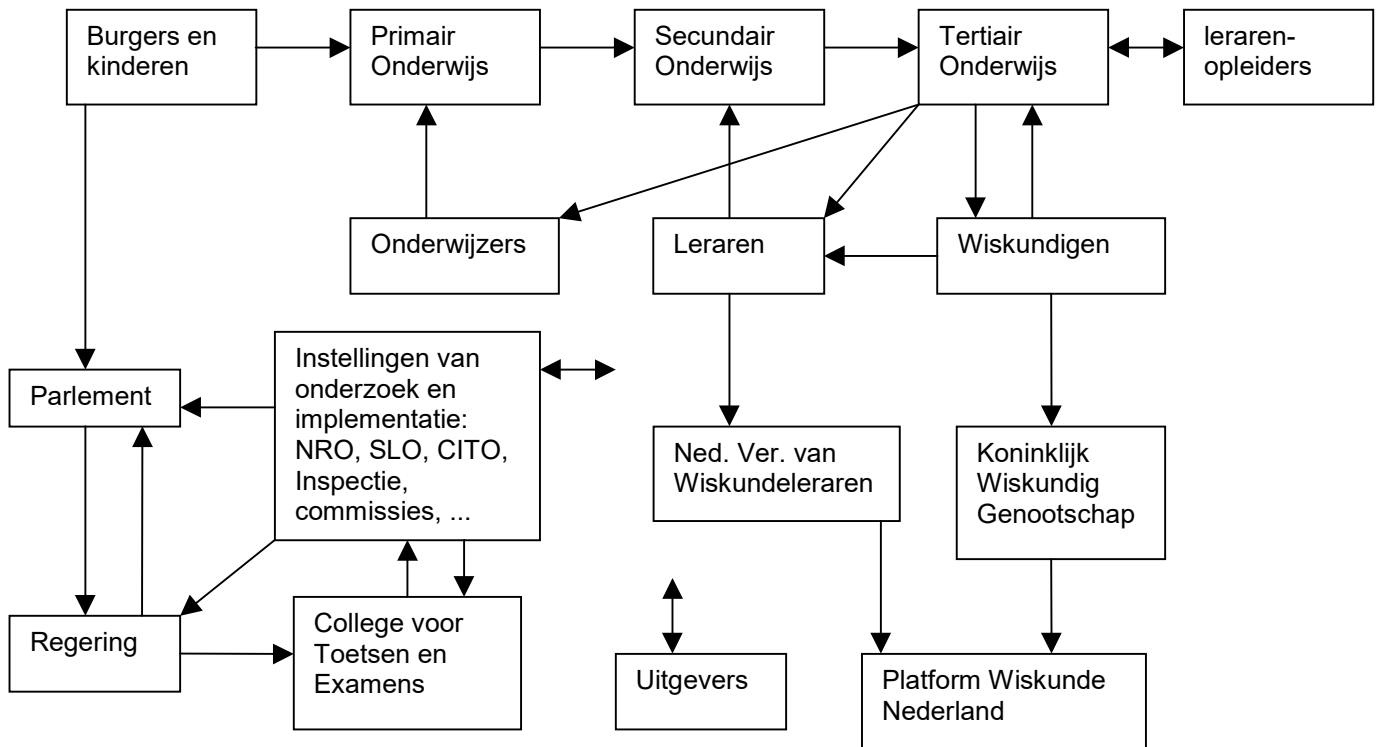 Burgers en
kinderen
Primair
Onderwijs
Secundair
Onderwijs
Tertiair
Onderwijs
leraren-
opleiders
Onderwijzers
Leraren
Wiskundigen
Parlement
Instellingen van
onderzoek en
implementatie:
NRO, SLO, CITO,
Inspectie,
commissies, ...
Ned. Ver. van
Wiskundeleraren
Koninklijk
Wiskundig
Genootschap
Regering
College voor
Toetsen en
Examens
Uitgevers
Platform Wiskunde
Nederland